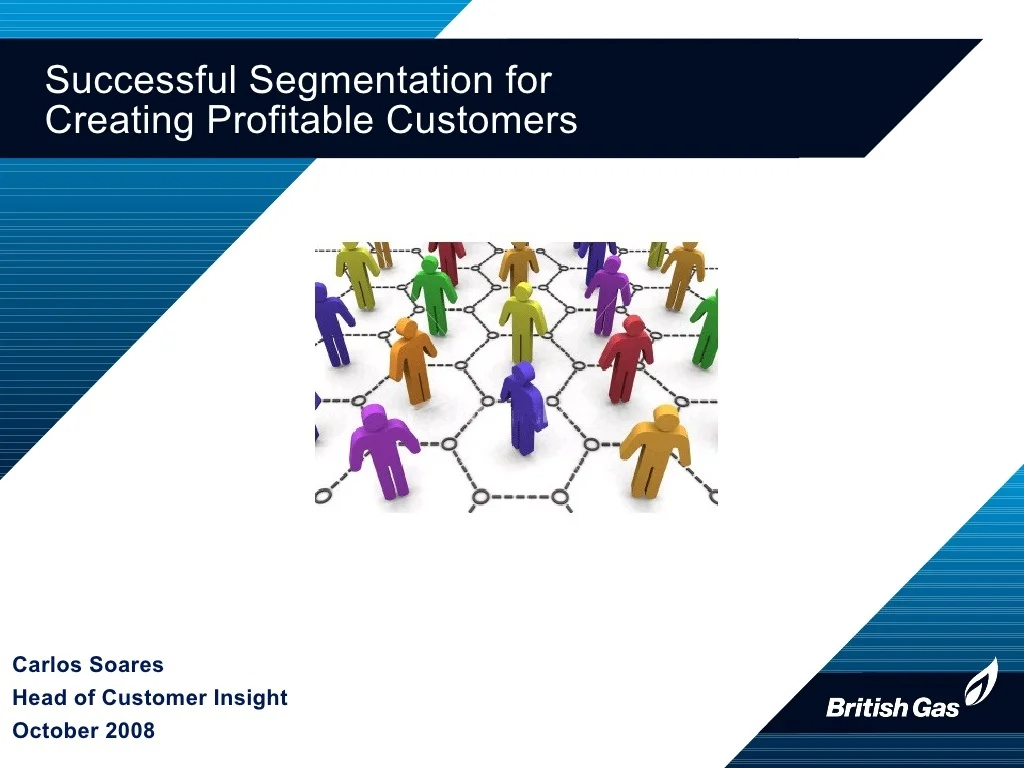 Successful Segmentation for
Creating Profitable Customers
Carlos Soares
Head of Customer Insight
October 2008
British Gas